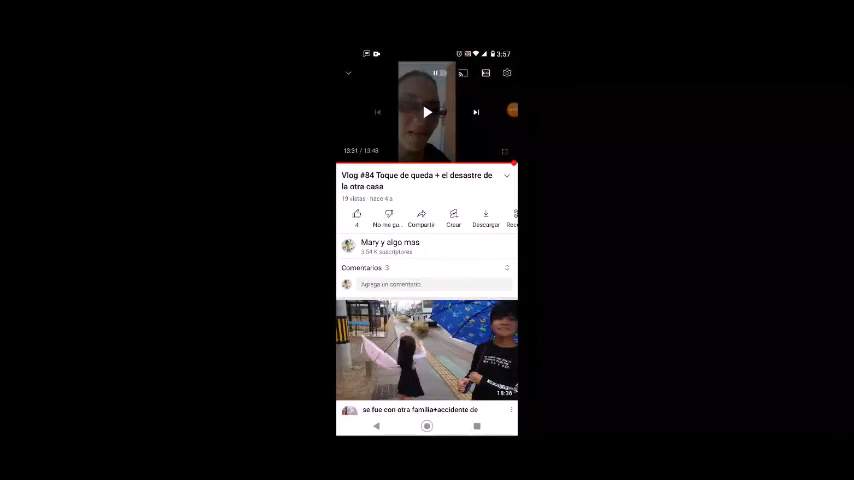 3:57
13:31 / 13:48
Vlog #84 Toque de queda + el desastre de
la otra casa
19 vistas · hace 4 a
4
No me gu...
Compartir
Crear
Descargar
Mary y algo mas
3.54 K suscriptores
Comentarios 3
Agrega un comentario.
18:36
se fue con otra familia+accidente de